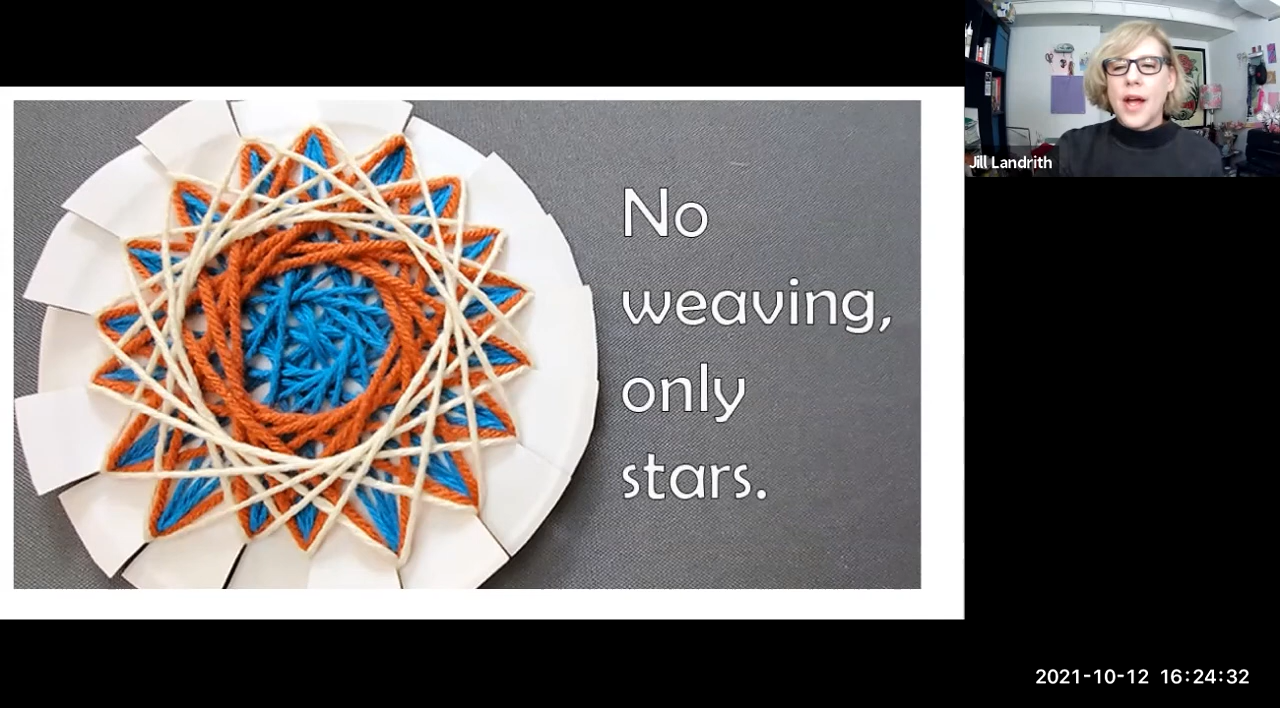 No
weaving,
only
stars.
Jill Landrith
2021-10-12 16:24:32